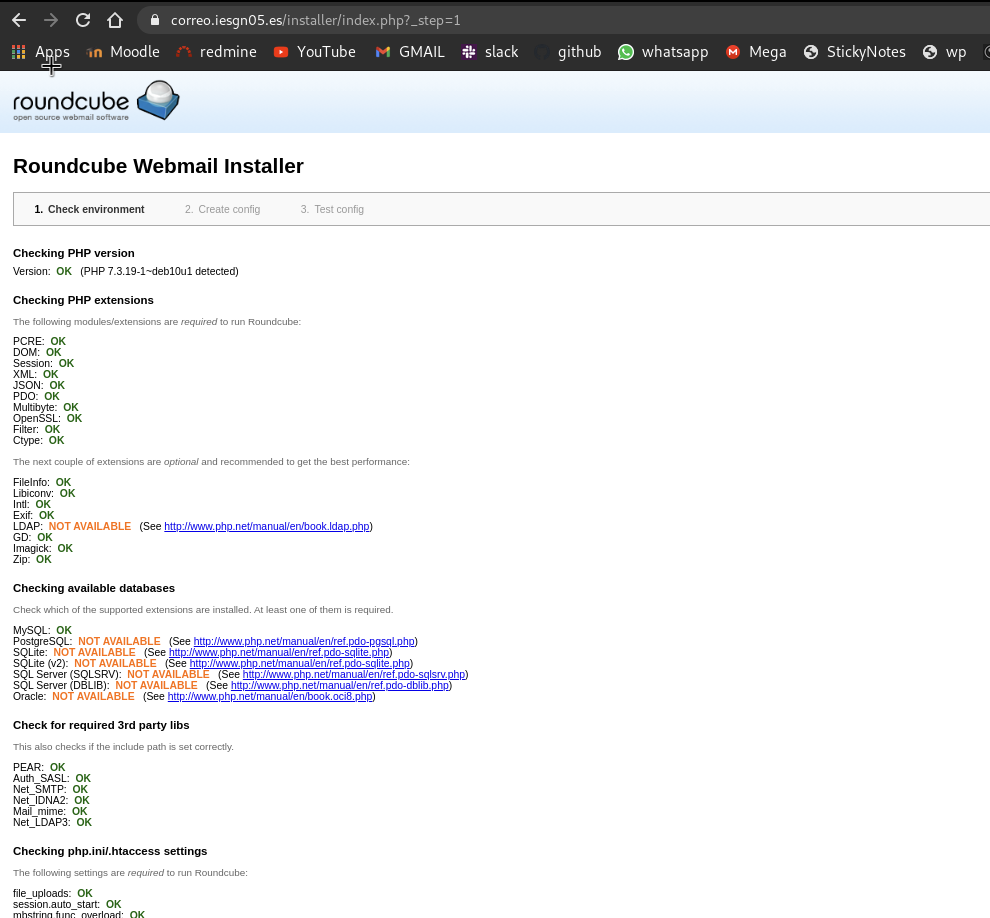 correo.iesgn05.es/installer/index.php?_step=1
Apps Moodle redmine YouTube GMAIL slack github whatsapp Mega StickyNotes wp
roundcube
open source webmail software
Roundcube Webmail Installer
1. Check environment 2. Create config 3. Test config
Checking PHP version
Version: OK (PHP 7.3.19-1~deb10u1 detected)
Checking PHP extensions
The following modules/extensions are required to run Roundcube:
PCRE: OK
DOM: OK
Session: OK
XML: OK
JSON: OK
PDO: OK
Multibyte: OK
OpenSSL: OK
Filter: OK
Ctype: OK
The next couple of extensions are optional and recommended to get the best performance:
FileInfo: OK
Libiconv: OK
Intl: OK
Exif: OK
LDAP: NOT AVAILABLE (See http://www.php.net/manual/en/book.ldap.php)
GD: OK
Imagick: OK
Zip: OK
Checking available databases
Check which of the supported extensions are installed. At least one of them is required.
MySQL: OK
PostgreSQL: NOT AVAILABLE (See http://www.php.net/manual/en/ref.pdo-pgsql.php)
SQLite: NOT AVAILABLE (See http://www.php.net/manual/en/ref.pdo-sqlite.php)
SQLite (v2): NOT AVAILABLE (See http://www.php.net/manual/en/ref.pdo-sqlite.php)
SQL Server (SQLSRV): NOT AVAILABLE (See http://www.php.net/manual/en/ref.pdo-sqlsrv.php)
SQL Server (DBLIB): NOT AVAILABLE (See http://www.php.net/manual/en/ref.pdo-dblib.php)
Oracle: NOT AVAILABLE (See http://www.php.net/manual/en/book.oci8.php)
Check for required 3rd party libs
This also checks if the include path is set correctly.
PEAR: OK
Auth_SASL: OK
Net_SMTP: OK
Net_IDNA2: OK
Mail_mime: OK
Net_LDAP3: OK
Checking php.ini/.htaccess settings
The following settings are required to run Roundcube:
file_uploads: OK
session.auto_start: OK
mbstring.func_overload: OK